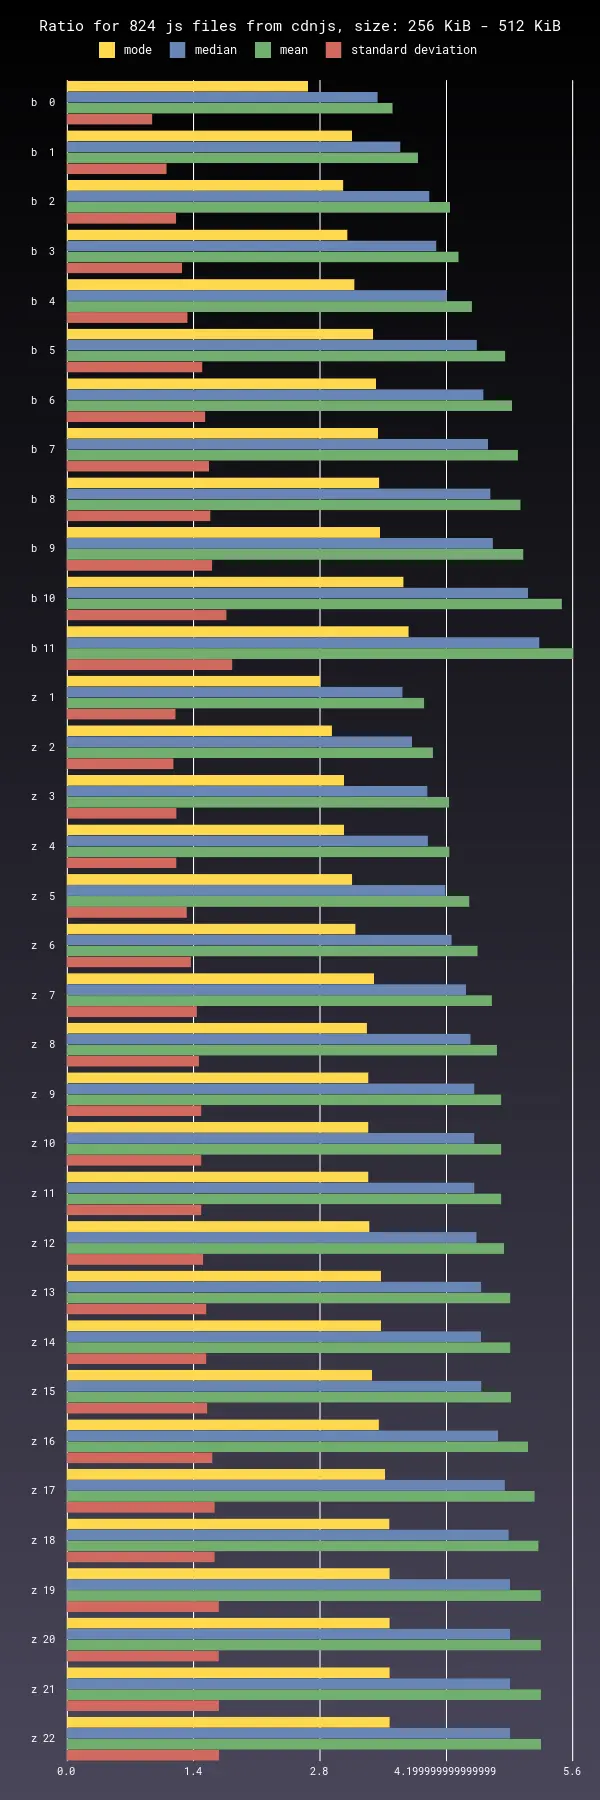 Ratio for 824 js files from cdnjs, size: 256 KiB - 512 KiB
mode median mean standard deviation
b 0
b 1
b 2
b 3
b 4
b 5
b 6
b 7
b 8
b 9
b 10
b 11
z 1
z 2
z 3
z 4
z 5
z 6
z 7
z 8
z 9
z 10
z 11
z 12
z 13
z 14
z 15
z 16
z 17
z 18
z 19
z 20
z 21
z 22
0.0 1.4 2.8 4.199999999999999 5.6